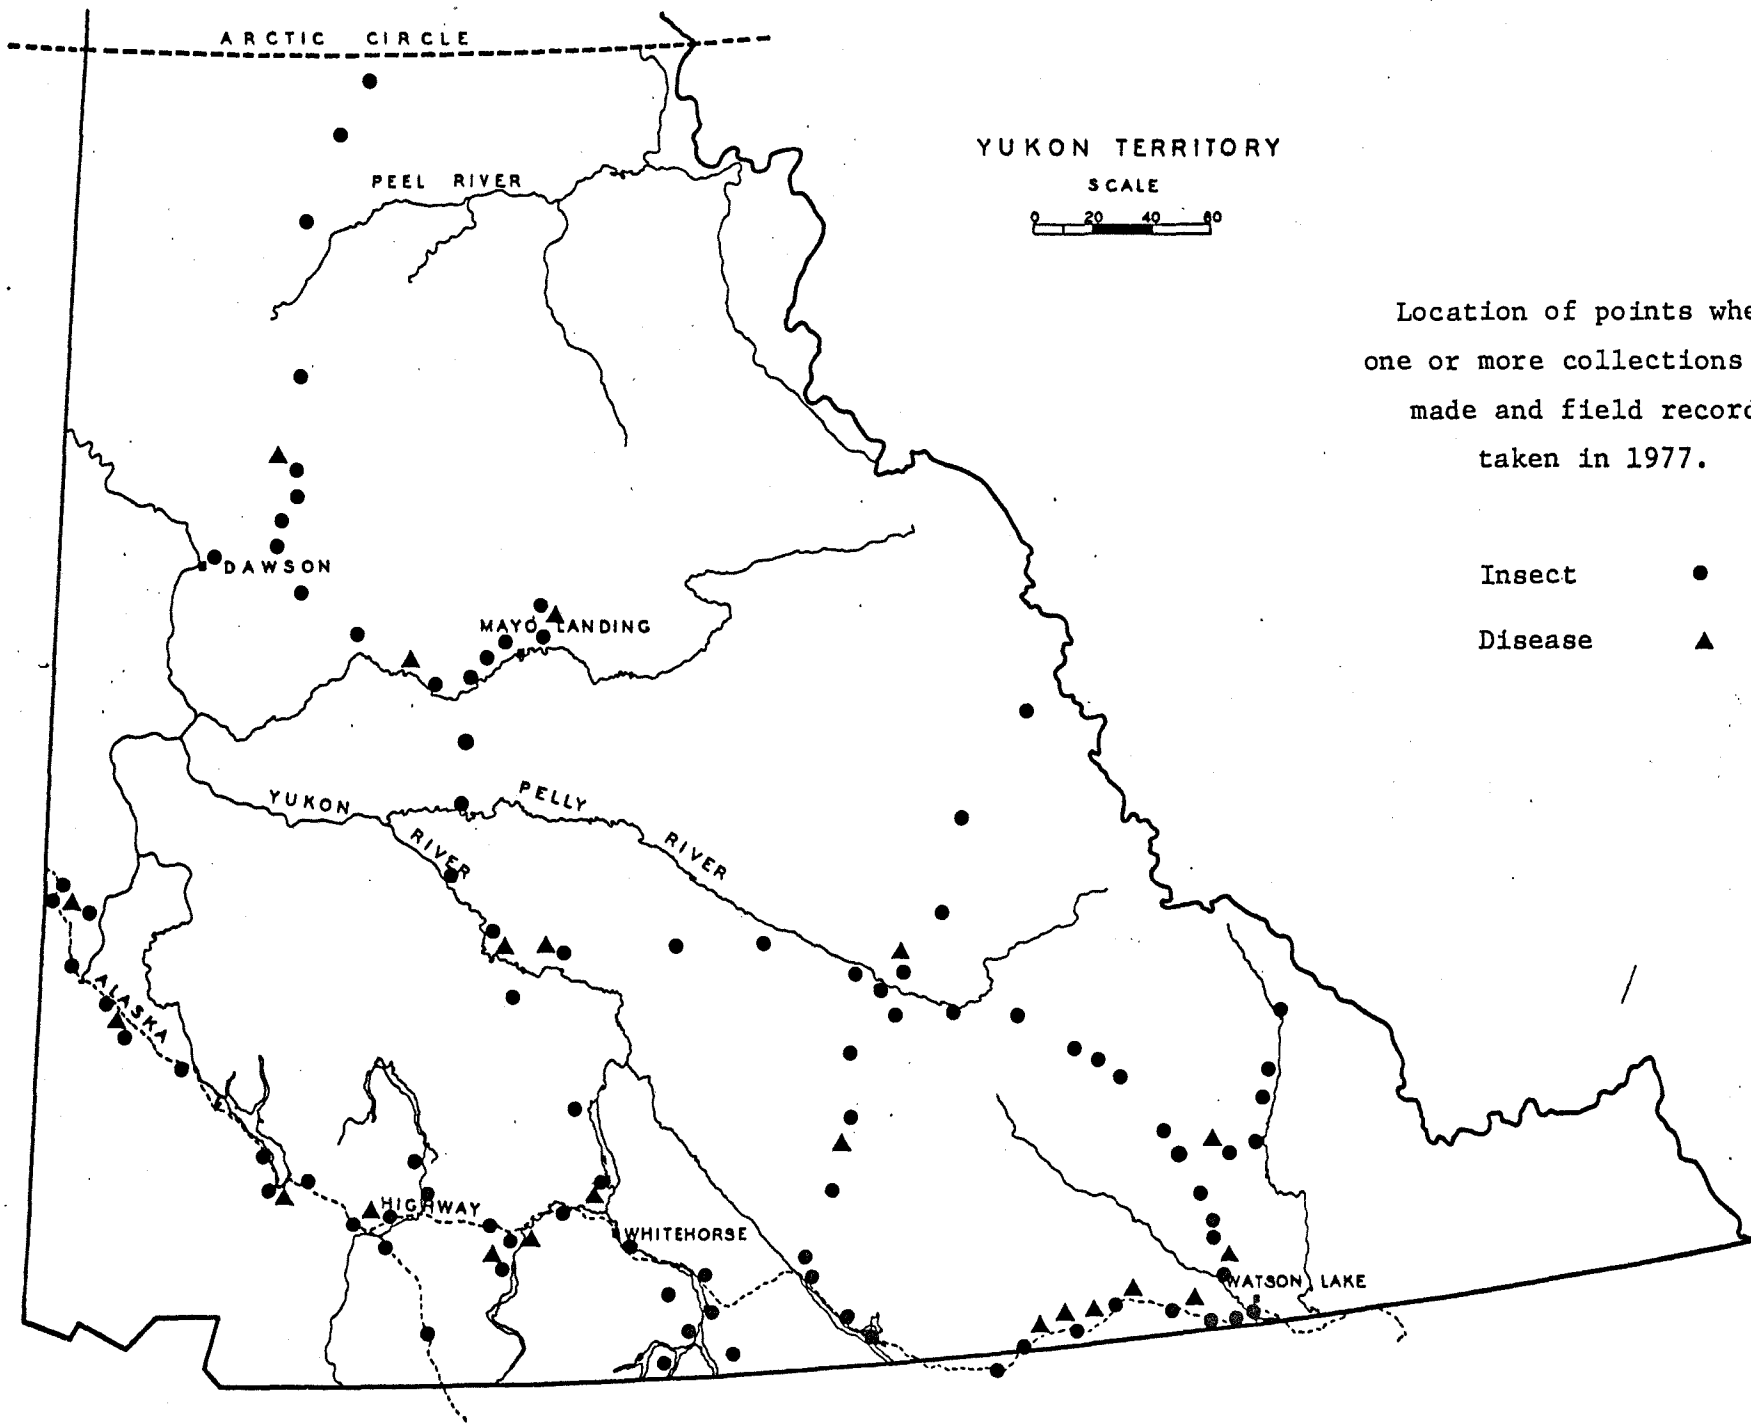 ARCTIC CIRCLE
PEEL RIVER
YUKON TERRITORY
SCALE
0 20 40 60
Location of points whe
one or more collections
made and field record
taken in 1977.
Insect
Disease
DAWSON
MAYO LANDING
YUKON
RIVER
PELLY
RIVER
ALASKA
HIGHWAY
WHITEHORSE
WATSON LAKE